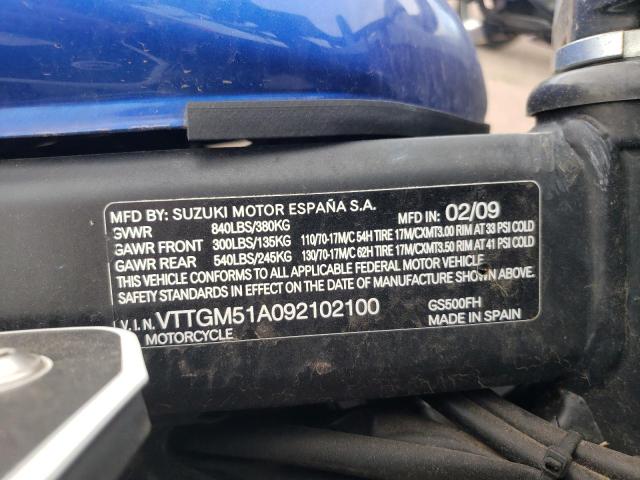 MFD BY: SUZUKI MOTOR ESPAÑA S.A. MFD IN: 02/09
GVWR 840LBS/380KG
GAWR FRONT 300LBS/135KG 110/70-17M/C 54H TIRE 17M/CXMT3.00 RIM AT 33 PSI COLD
GAWR REAR 540LBS/245KG 130/70-17M/C 62H TIRE 17M/CXMT3.50 RIM AT 41 PSI COLD
THIS VEHICLE CONFORMS TO ALL APPLICABLE FEDERAL MOTOR VEHICLE
SAFETY STANDARDS IN EFFECT ON THE DATE OF MANUFACTURE SHOWN ABOVE.
V.I.N. VTTGM51A092102100 GS500FH
MOTORCYCLE MADE IN SPAIN